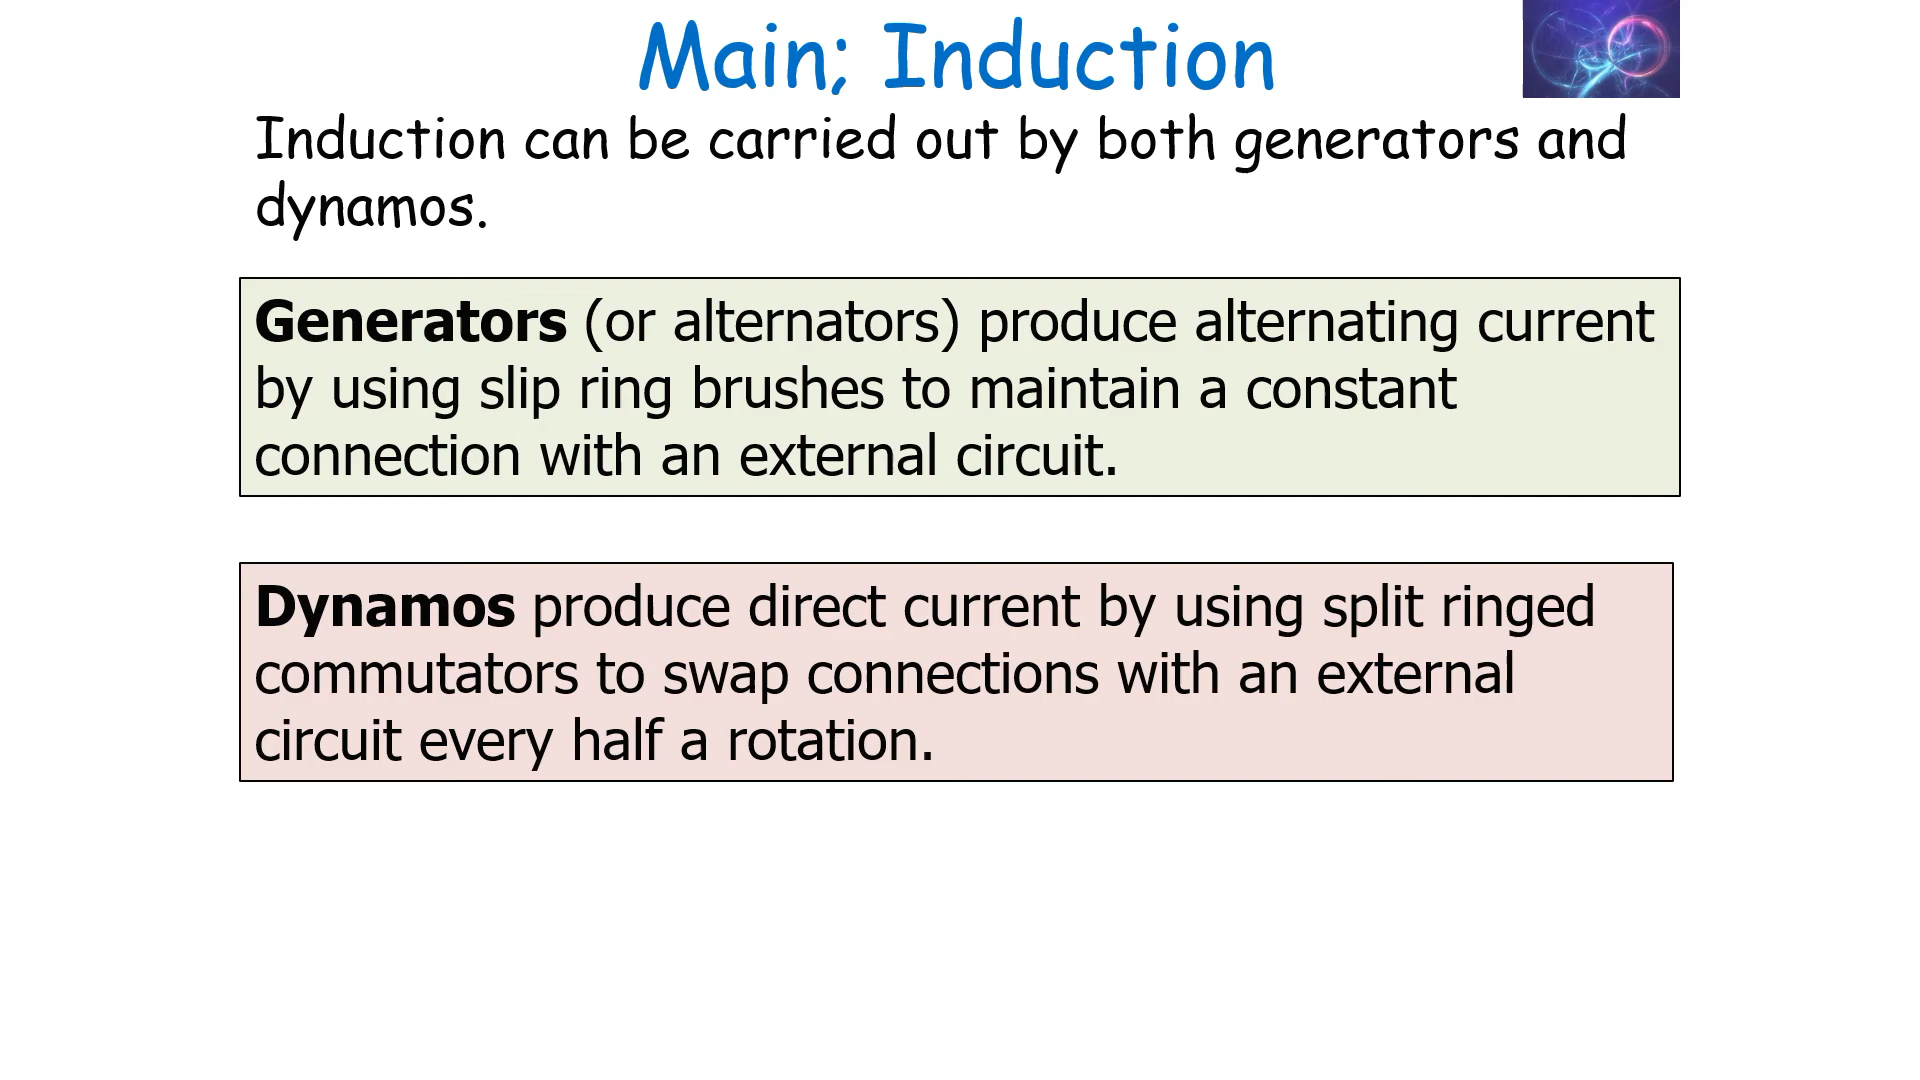 Main; Induction
Induction can be carried out by both generators and
dynamos.
Generators (or alternators) produce alternating current
by using slip ring brushes to maintain a constant
connection with an external circuit.
Dynamos produce direct current by using split ringed
commutators to swap connections with an external
circuit every half a rotation.